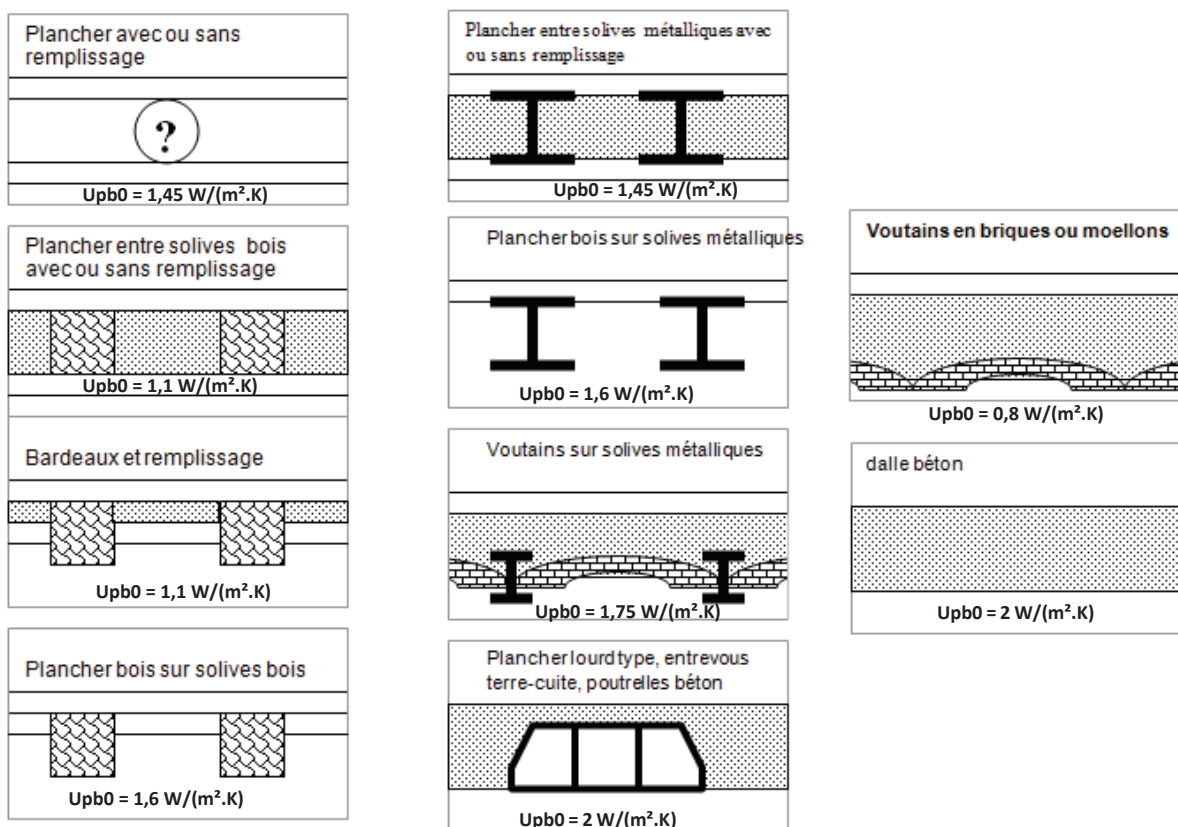 Plancher avec ou sans
remplissage
?
Upb0 = 1,45 W/(m².K)
Plancher entre solives bois
avec ou sans remplissage
Upb0 = 1,1 W/(m².K)
Bardeaux et remplissage
Upb0 = 1,1 W/(m².K)
Plancher bois sur solives bois
Upb0 = 1,6 W/(m².K)
Plancher entre solives métalliques avec
ou sans remplissage
Upb0 = 1,45 W/(m².K)
Plancher bois sur solives métalliques
Upb0 = 1,6 W/(m².K)
Voutains sur solives métalliques
Upb0 = 1,75 W/(m².K)
Plancher lourd type, entrevous
terre-cuite, poutrelles béton
Upb0 = 2 W/(m².K)
Voutains en briques ou moellons
Upb0 = 0,8 W/(m².K)
dalle béton
Upb0 = 2 W/(m².K)